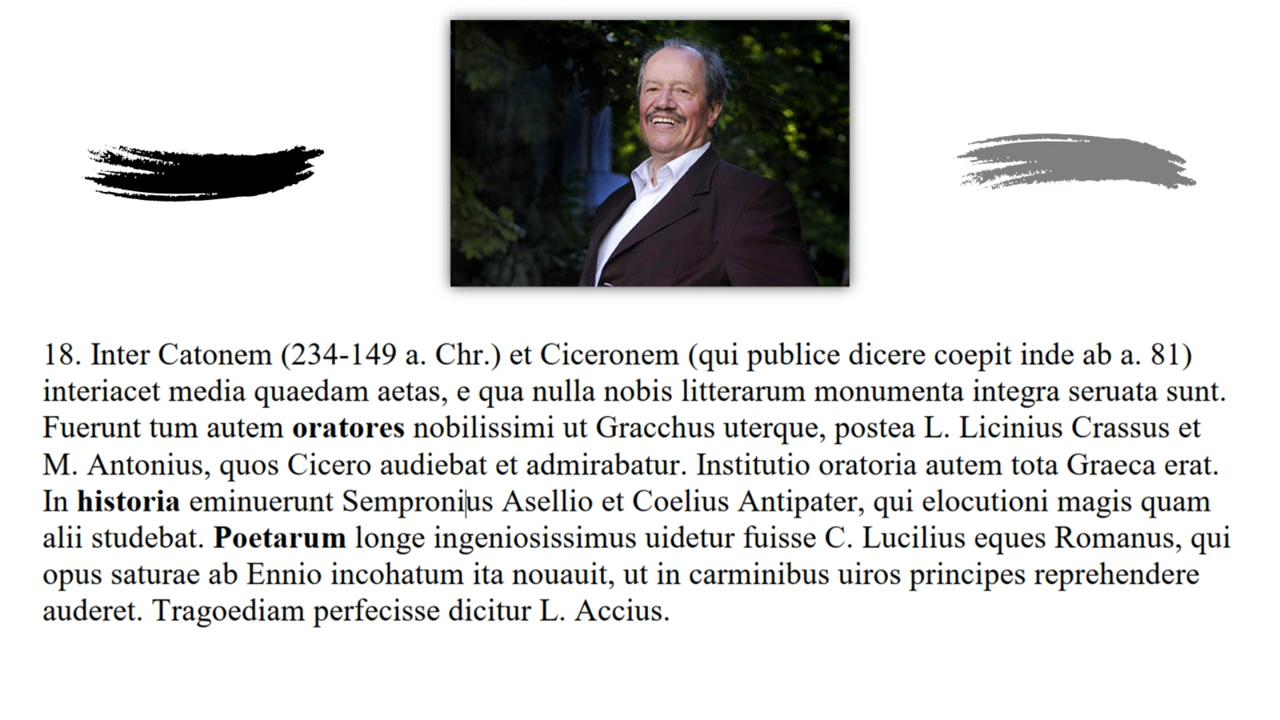 18. Inter Catonem (234-149 a. Chr.) et Ciceronem (qui publice dicere coepit inde ab a. 81)
interiacet media quaedam aetas, e qua nulla nobis litterarum monumenta integra seruata sunt.
Fuerunt tum autem oratores nobilissimi ut Gracchus uterque, postea L. Licinius Crassus et
M. Antonius, quos Cicero audiebat et admirabatur. Institutio oratoria autem tota Graeca erat.
In historia eminuerunt Sempronius Asellio et Coelius Antipater, qui elocutioni magis quam
alii studebat. Poetarum longe ingeniosissimus uidetur fuisse C. Lucilius eques Romanus, qui
opus saturae ab Ennio incohatum ita nouauit, ut in carminibus uiros principes reprehendere
auderet. Tragoediam perfecisse dicitur L. Accius.